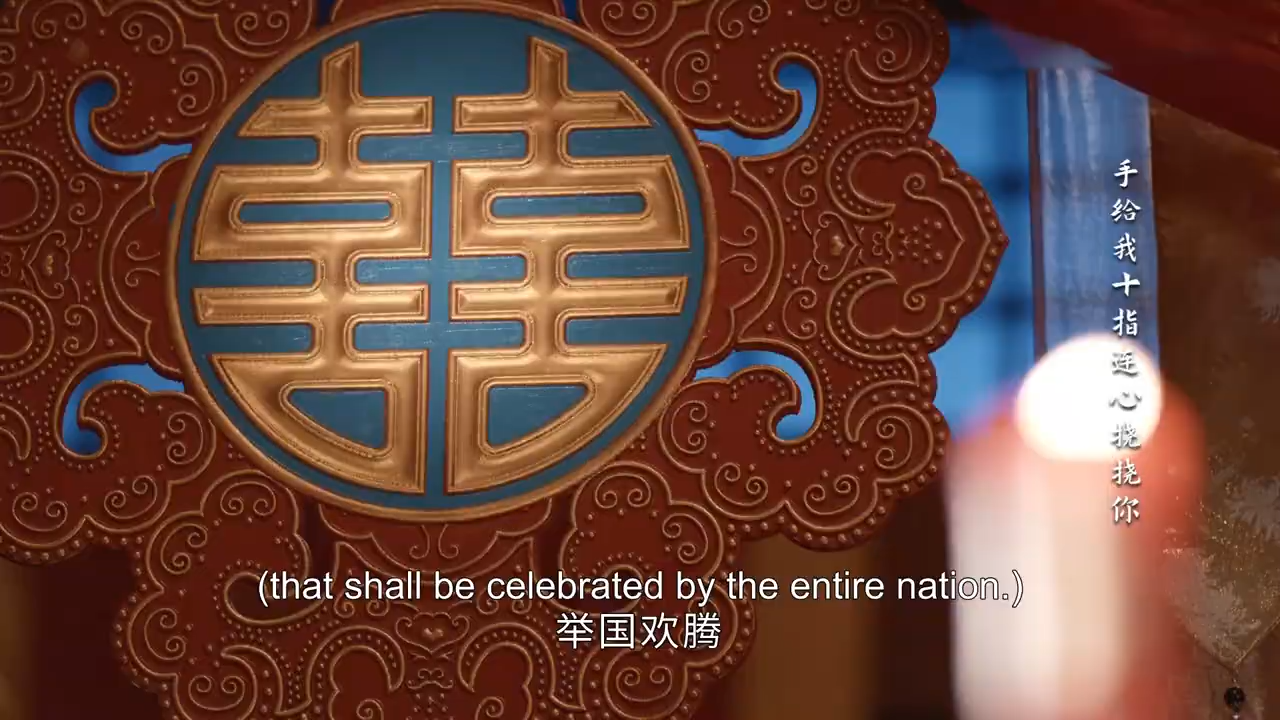 囍
手给我十指连心挠挠你
(that shall be celebrated by the entire nation.)
举国欢腾